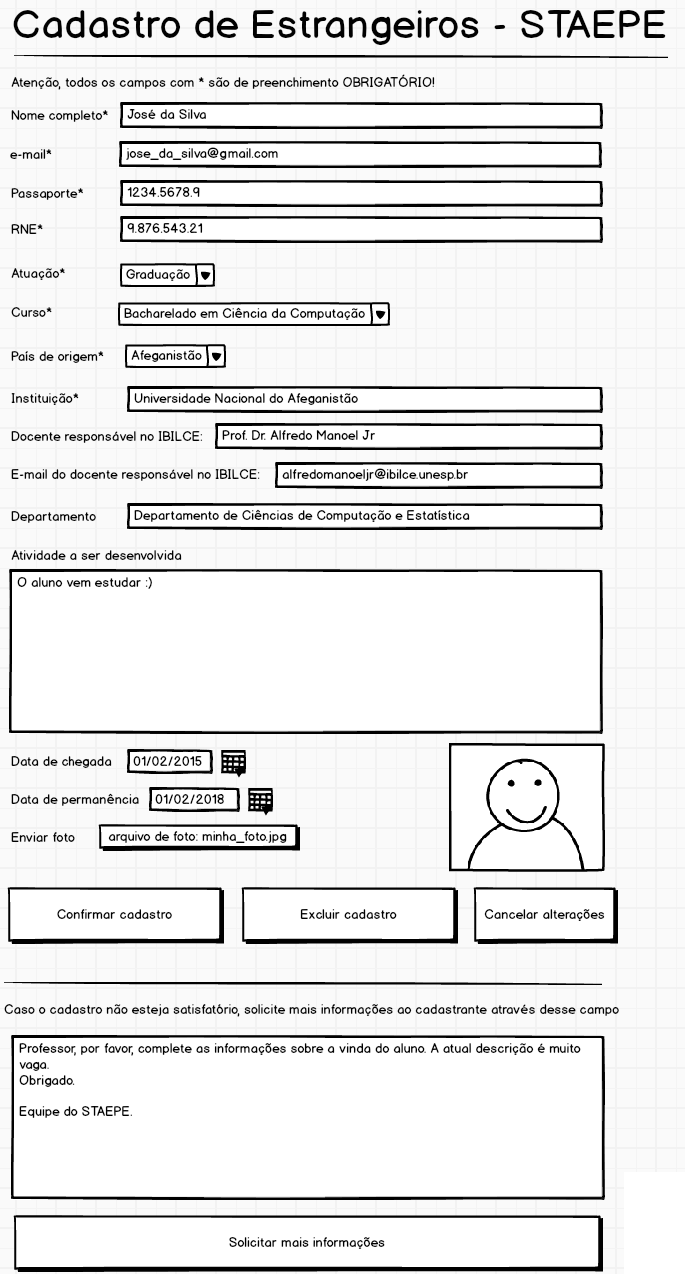 Cadastro de Estrangeiros - STAEPE
Atenção, todos os campos com * são de preenchimento OBRIGATÓRIO!
Nome completo* José da Silva
e-mail* jose_da_silva@gmail.com
Passaporte* 1234.5678.9
RNE* 9.876.543.21
Atuação* Graduação
Curso* Bacharelado em Ciência da Computação
País de origem* Afeganistão
Instituição* Universidade Nacional do Afeganistão
Docente responsável no IBILCE: Prof. Dr. Alfredo Manoel Jr
E-mail do docente responsável no IBILCE: alfredomanoeljr@ibilce.unesp.br
Departamento Departamento de Ciências de Computação e Estatística
Atividade a ser desenvolvida
O aluno vem estudar :)
Data de chegada 01/02/2015
Data de permanência 01/02/2018
Enviar foto arquivo de foto: minha_foto.jpg
Confirmar cadastro Excluir cadastro Cancelar alterações
Caso o cadastro não esteja satisfatório, solicite mais informações ao cadastrante através desse campo
Professor, por favor, complete as informações sobre a vinda do aluno. A atual descrição é muito
vaga.
Obrigado.
Equipe do STAEPE.
Solicitar mais informações